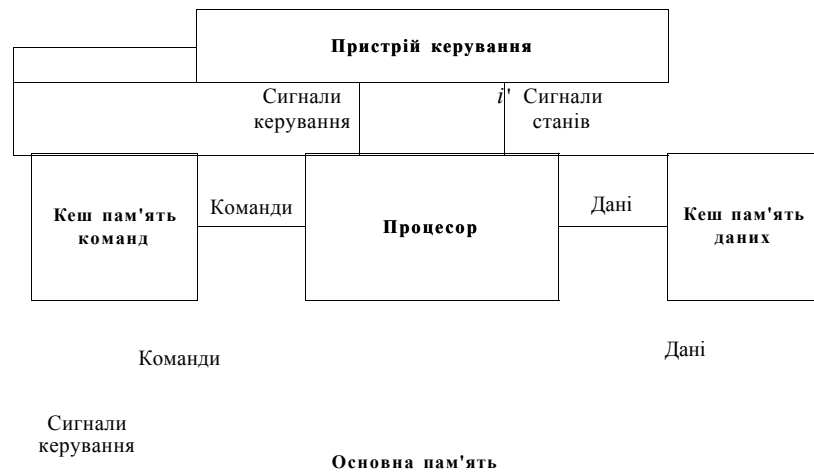 Пристрій керування
Сигнали
керування
i' Сигнали
станів
Кеш пам'ять
команд
Команди
Процесор
Дані
Кеш пам'ять
даних
Команди
Дані
Сигнали
керування
Основна пам'ять